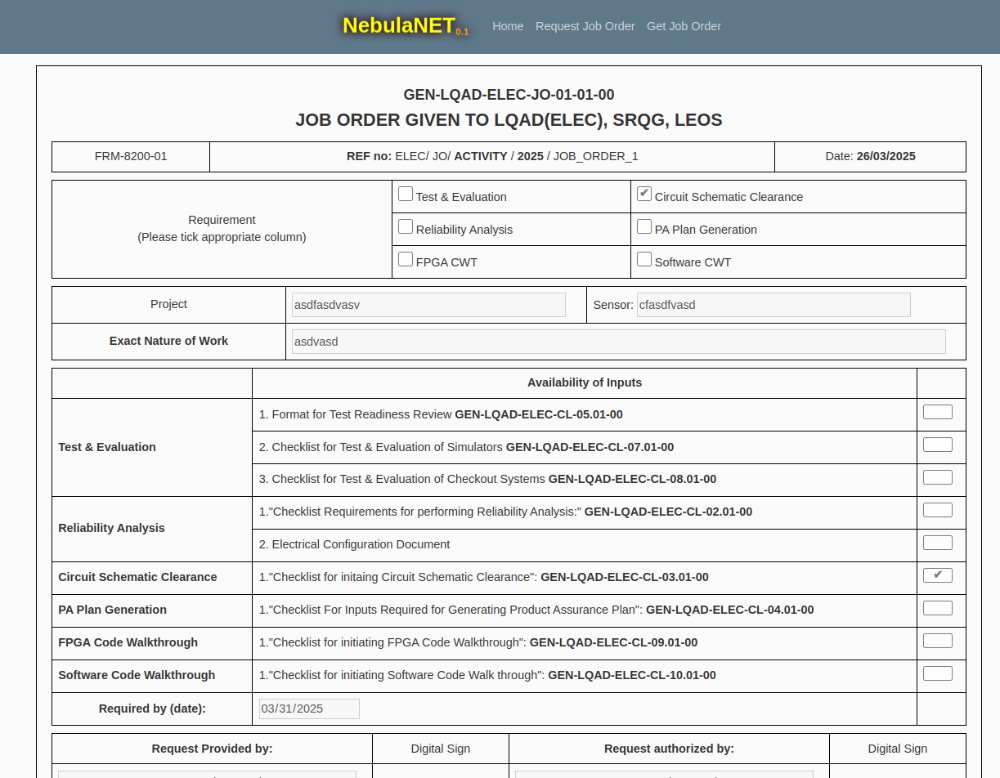 NebulaNET0.1 Home Request Job Order Get Job Order
GEN-LQAD-ELEC-JO-01-01-00
JOB ORDER GIVEN TO LQAD(ELEC), SRQG, LEOS
FRM-8200-01 REF no: ELEC/ JO/ ACTIVITY / 2025 / JOB_ORDER_1 Date: 26/03/2025
Requirement
(Please tick appropriate column)
Test & Evaluation ✔ Circuit Schematic Clearance
Reliability Analysis PA Plan Generation
FPGA CWT Software CWT
Project asdfasdvasv Sensor: cfasdfvasd
Exact Nature of Work asdvasd
Availability of Inputs
Test & Evaluation
1. Format for Test Readiness Review GEN-LQAD-ELEC-CL-05.01-00
2. Checklist for Test & Evaluation of Simulators GEN-LQAD-ELEC-CL-07.01-00
3. Checklist for Test & Evaluation of Checkout Systems GEN-LQAD-ELEC-CL-08.01-00
Reliability Analysis
1."Checklist Requirements for performing Reliability Analysis:" GEN-LQAD-ELEC-CL-02.01-00
2. Electrical Configuration Document
Circuit Schematic Clearance 1."Checklist for initaing Circuit Schematic Clearance": GEN-LQAD-ELEC-CL-03.01-00 ✔
PA Plan Generation 1."Checklist For Inputs Required for Generating Product Assurance Plan": GEN-LQAD-ELEC-CL-04.01-00
FPGA Code Walkthrough 1."Checklist for initiating FPGA Code Walkthrough": GEN-LQAD-ELEC-CL-09.01-00
Software Code Walkthrough 1."Checklist for initiating Software Code Walk through": GEN-LQAD-ELEC-CL-10.01-00
Required by (date): 03/31/2025
Request Provided by: Digital Sign Request authorized by: Digital Sign